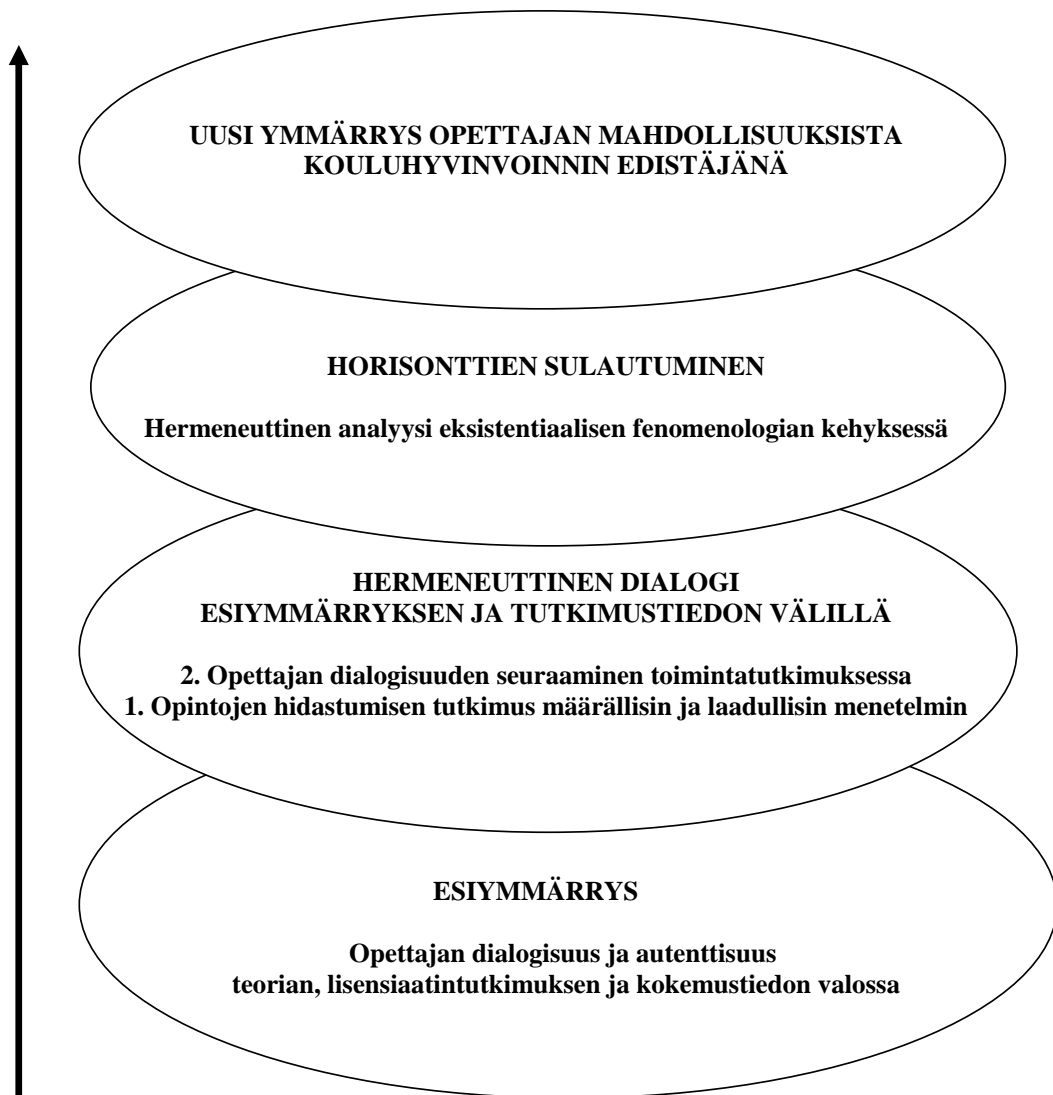 UUSI YMMÄRRYS OPETTAJAN MAHDOLLISUUKSISTA
KOULUHYVINVOINNIN EDISTÄJÄNÄ
HORISONTTIEN SULAUTUMINEN
Hermeneuttinen analyysi eksistentiaalisen fenomenologian kehyksessä
HERMENEUTTINEN DIALOGI
ESIYMMÄRRYKSEN JA TUTKIMUSTIEDON VÄLILLÄ
2. Opettajan dialogisuuden seuraaminen toimintatutkimuksessa
1. Opintojen hidastumisen tutkimus määrällisin ja laadullisin menetelmin
ESIYMMÄRRYS
Opettajan dialogisuus ja autenttisuus
teorian, lisensiaatintutkimuksen ja kokemustiedon valossa